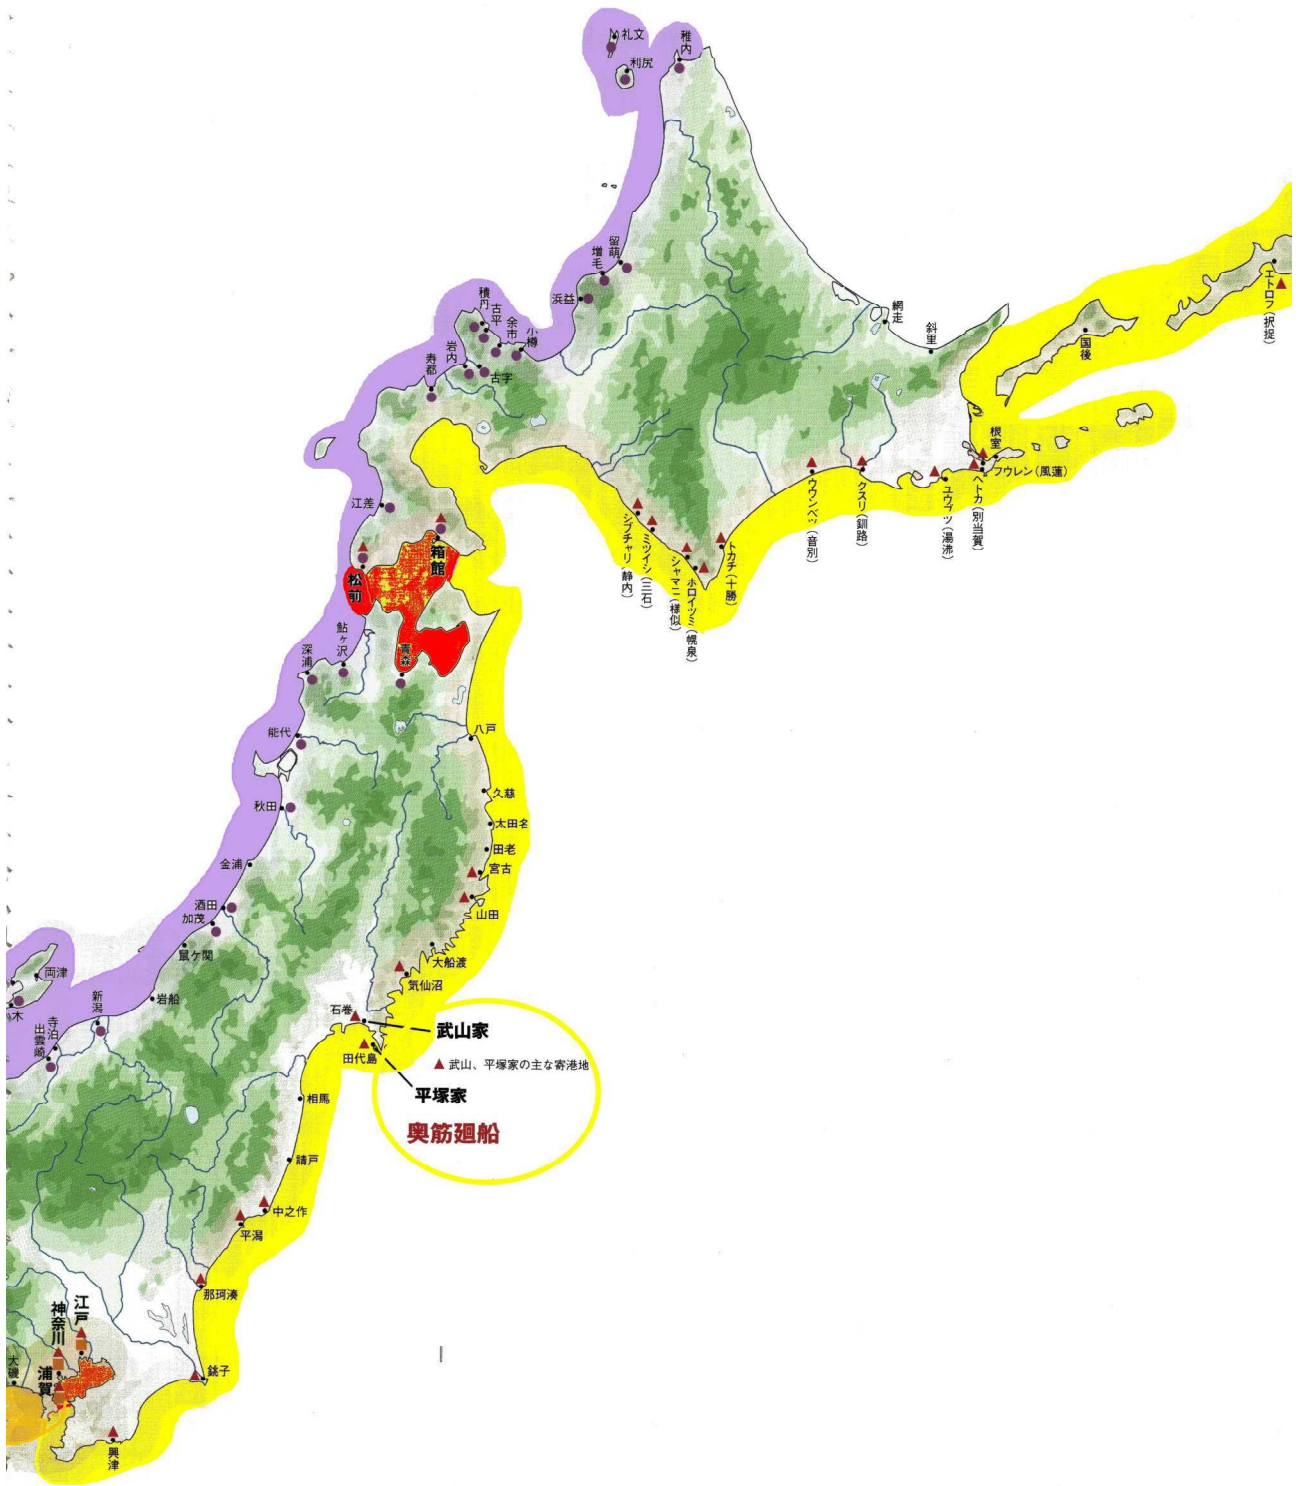 礼文
稚内
利尻
留萌
増毛
浜益
積丹
古平
余市
小樽
岩内
古宇
寿都
網走
斜里
エトロフ(択捉)
国後
根室
フウレン(風蓮)
ベトカ(別当賀)
ユウブツ(湯沸)
クスリ(釧路)
ウウンベツ(音別)
トカチ(十勝)
ホロイヅミ(幌泉)
シャマニ(様似)
ミツイシ(三石)
シブチャリ(静内)
江差
箱館
松前
鮎ヶ沢
深浦
青森
能代
八戸
久慈
秋田
太田名
田老
金浦
宮古
酒田
山田
加茂
鼠ケ関
大船渡
両津
気仙沼
岩船
木
新潟
石巻
武山家
寺泊
出雲崎
田代島
▲ 武山、平塚家の主な寄港地
平塚家
相馬
奥筋廻船
請戸
中之作
平潟
那珂湊
江戸
神奈川
大磯
浦賀
銚子
興津